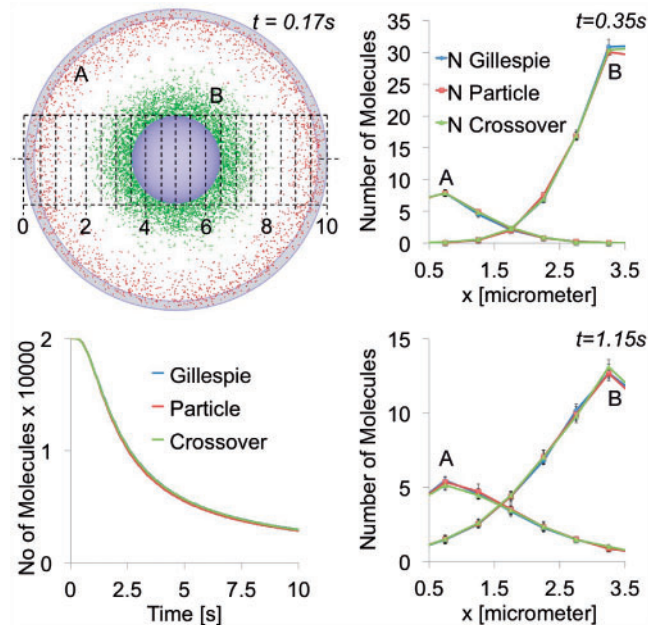 t = 0.17s
A
B
0 2 4 6 8 10
t=0.35s
Number of Molecules
35
30
25
20
15
10
5
0
N Gillespie
N Particle
N Crossover
A
B
0.5 1.5 2.5 3.5
x [micrometer]
No of Molecules x 10000
2
1
0
Gillespie
Particle
Crossover
0 2.5 5 7.5 10
Time [s]
t=1.15s
Number of Molecules
15
10
5
0
A
B
0.5 1.5 2.5 3.5
x [micrometer]